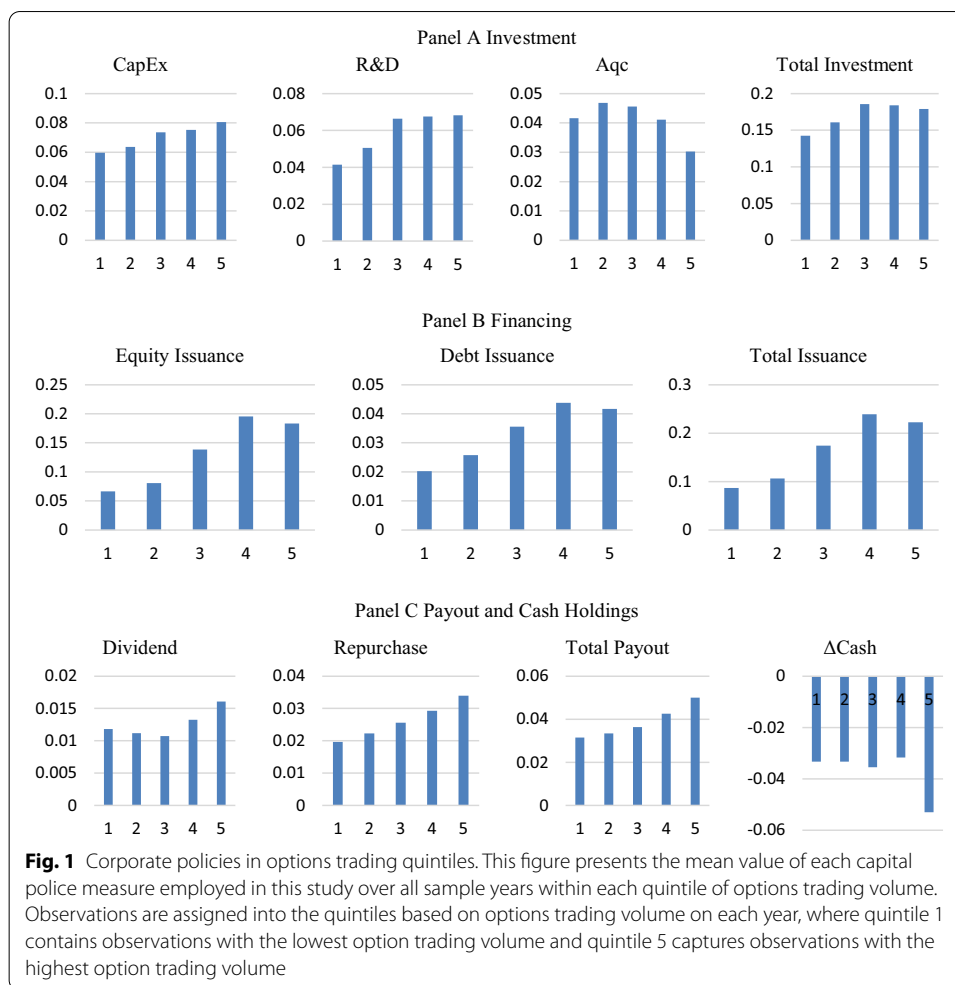 Panel A Investment
CapEx
0.1
0.08
0.06
0.04
0.02
0
1 2 3 4 5
R&D
0.08
0.06
0.04
0.02
0
1 2 3 4 5
Aqc
0.05
0.04
0.03
0.02
0.01
0
1 2 3 4 5
Total Investment
0.2
0.15
0.1
0.05
0
1 2 3 4 5
Panel B Financing
Equity Issuance
0.25
0.2
0.15
0.1
0.05
0
1 2 3 4 5
Debt Issuance
0.05
0.04
0.03
0.02
0.01
0
1 2 3 4 5
Total Issuance
0.3
0.2
0.1
0
1 2 3 4 5
Panel C Payout and Cash Holdings
Dividend
0.02
0.015
0.01
0.005
0
1 2 3 4 5
Repurchase
0.04
0.03
0.02
0.01
0
1 2 3 4 5
Total Payout
0.06
0.04
0.02
0
1 2 3 4 5
ΔCash
0
1 2 3 4 5
-0.02
-0.04
-0.06
Fig. 1 Corporate policies in options trading quintiles. This figure presents the mean value of each capital
police measure employed in this study over all sample years within each quintile of options trading volume.
Observations are assigned into the quintiles based on options trading volume on each year, where quintile 1
contains observations with the lowest option trading volume and quintile 5 captures observations with the
highest option trading volume